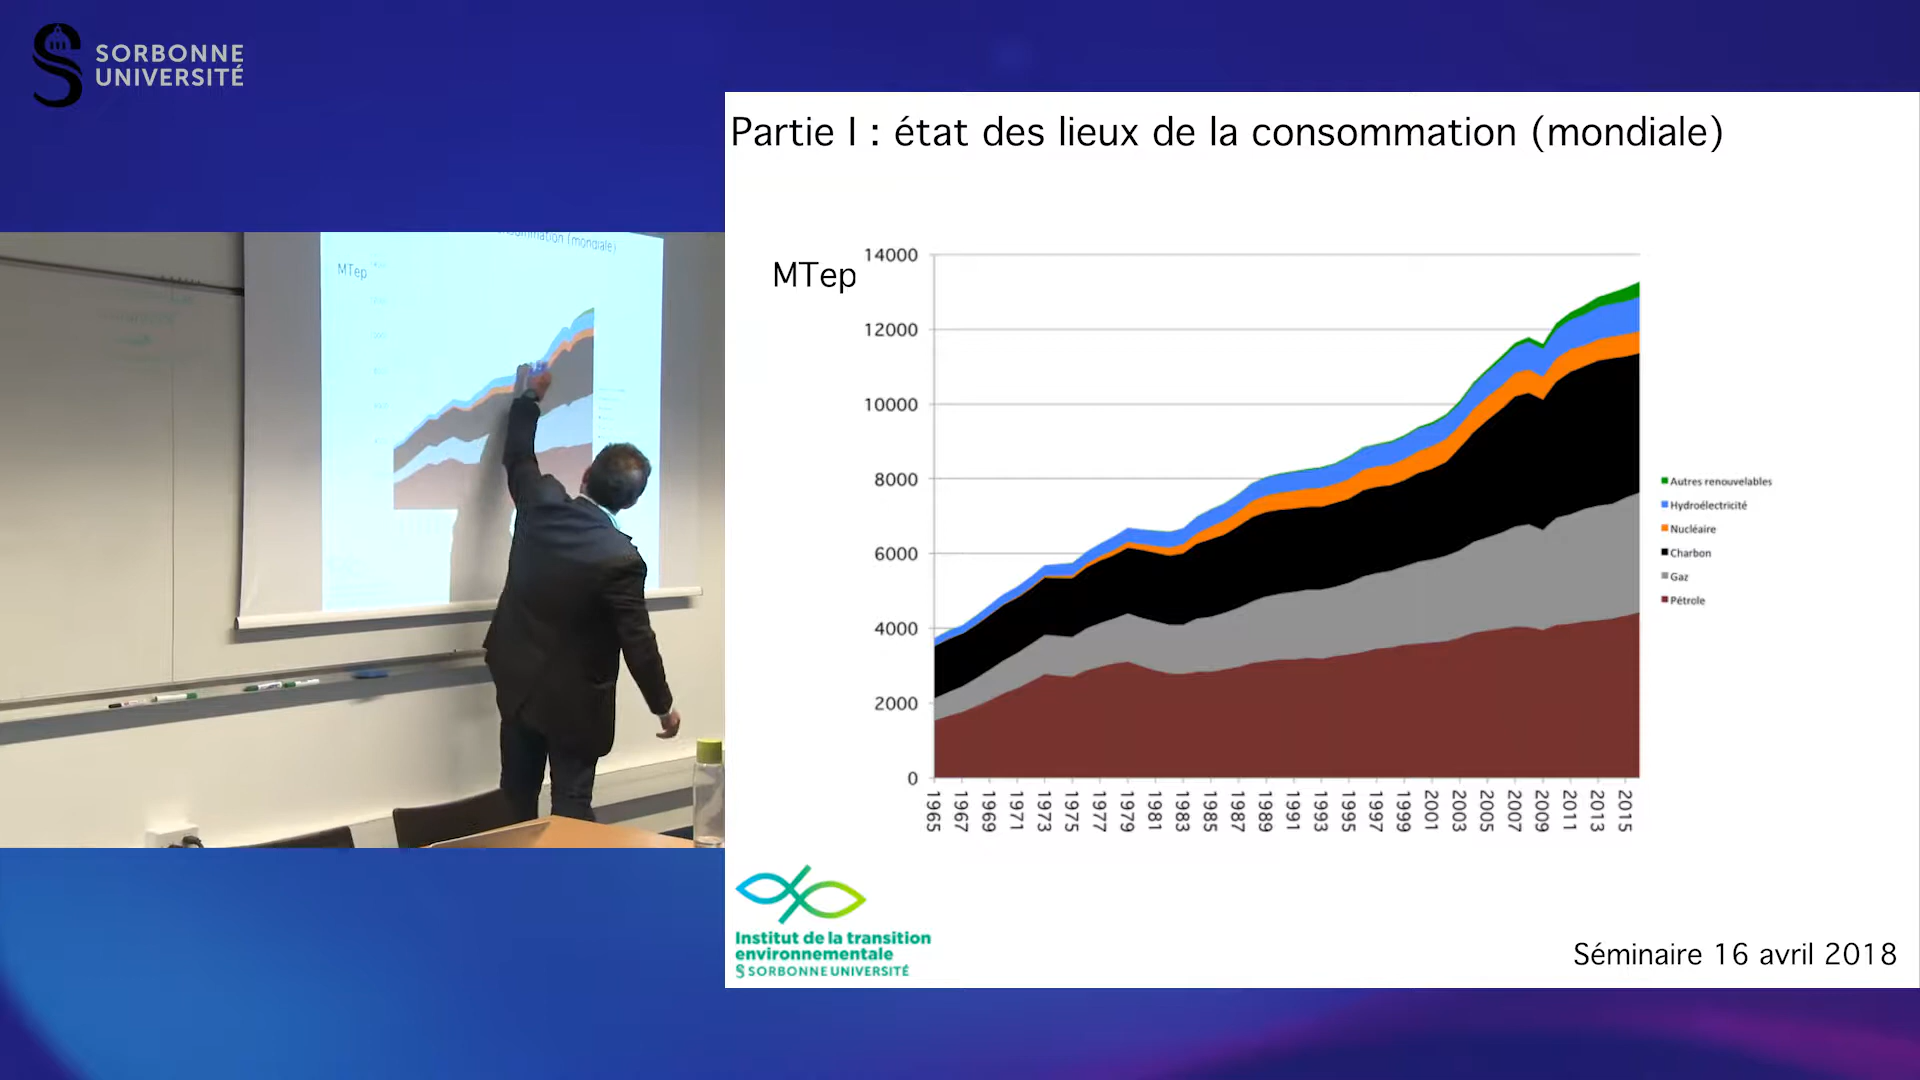 SORBONNE
UNIVERSITÉ
Partie I : état des lieux de la consommation (mondiale)
MTep
14000
12000
10000
8000
6000
4000
2000
0
1965
1967
1969
1971
1973
1975
1977
1979
1981
1983
1985
1987
1989
1991
1993
1995
1997
1999
2001
2003
2005
2007
2009
2011
2013
2015
Autres renouvelables
Hydroélectricité
Nucléaire
Charbon
Gaz
Pétrole
Institut de la transition
environnementale
SORBONNE UNIVERSITÉ
Séminaire 16 avril 2018
(mondiale)
MTep